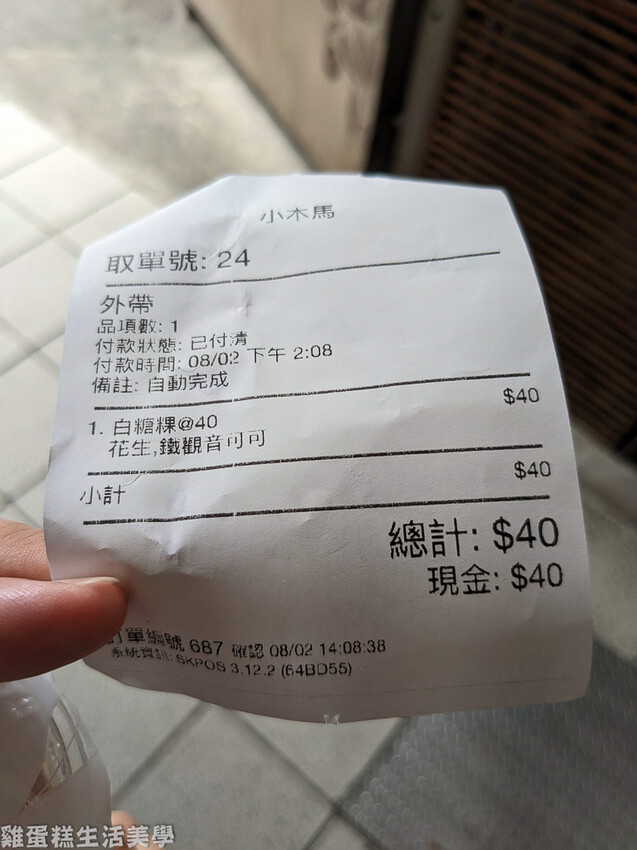 小木馬
取單號: 24
外帶
品項數: 1
付款狀態: 已付清
付款時間: 08/02 下午 2:08
備註: 自動完成
1. 白糖粿@40 $40
花生,鐵觀音可可
小計 $40
總計: $40
現金: $40
訂單編號 687 確認 08/02 14:08:38
系統資訊: SKPOS 3.12.2 (64BD55)
雞蛋糕生活美學